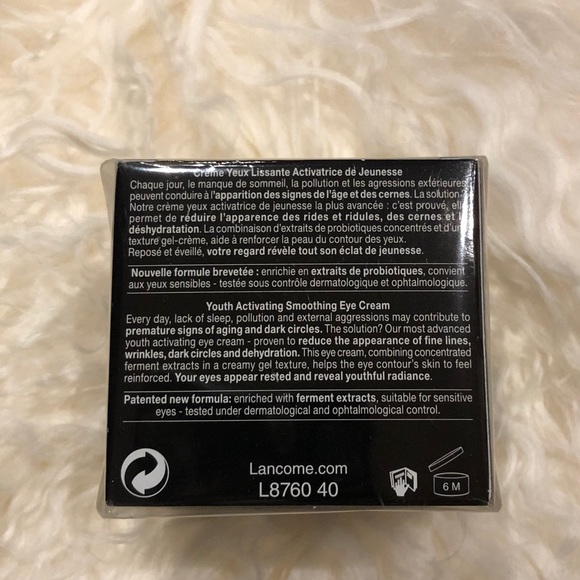 Crème Yeux Lissante Activatrice de Jeunesse
Chaque jour, le manque de sommeil, la pollution et les agressions extérieures
peuvent conduire à l'apparition des signes de l'âge et des cernes. La solution
Notre crème yeux activatrice de jeunesse la plus avancée : c'est prouvé, ell
permet de réduire l'apparence des rides et ridules, des cernes et l
déshydratation. La combinaison d'extraits de probiotiques concentrés et d'un
texture gel-crème, aide à renforcer la peau du contour des yeux.
Reposé et éveillé, votre regard révèle tout son éclat de jeunesse.
Nouvelle formule brevetée : enrichie en extraits de probiotiques, convient
aux yeux sensibles - testée sous contrôle dermatologique et ophtalmologique.
Youth Activating Smoothing Eye Cream
Every day, lack of sleep, pollution and external aggressions may contribute to
premature signs of aging and dark circles. The solution? Our most advanced
youth activating eye cream - proven to reduce the appearance of fine lines,
wrinkles, dark circles and dehydration. This eye cream, combining concentrated
ferment extracts in a creamy gel texture, helps the eye contour's skin to feel
reinforced. Your eyes appear rested and reveal youthful radiance.
Patented new formula: enriched with ferment extracts, suitable for sensitive
eyes - tested under dermatological and ophtalmological control.
Lancome.com
L8760 40
6 M